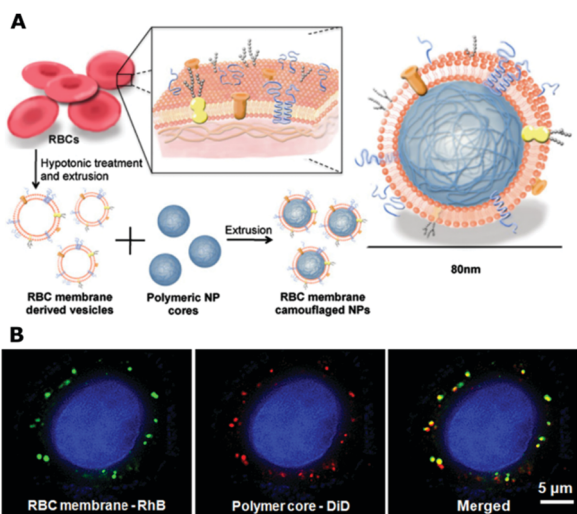 A
RBCs
Hypotonic treatment
and extrusion
Extrusion
RBC membrane
derived vesicles
Polymeric NP
cores
RBC membrane
camouflaged NPs
80nm
B
RBC membrane - RhB
Polymer core - DiD
Merged
5 µm